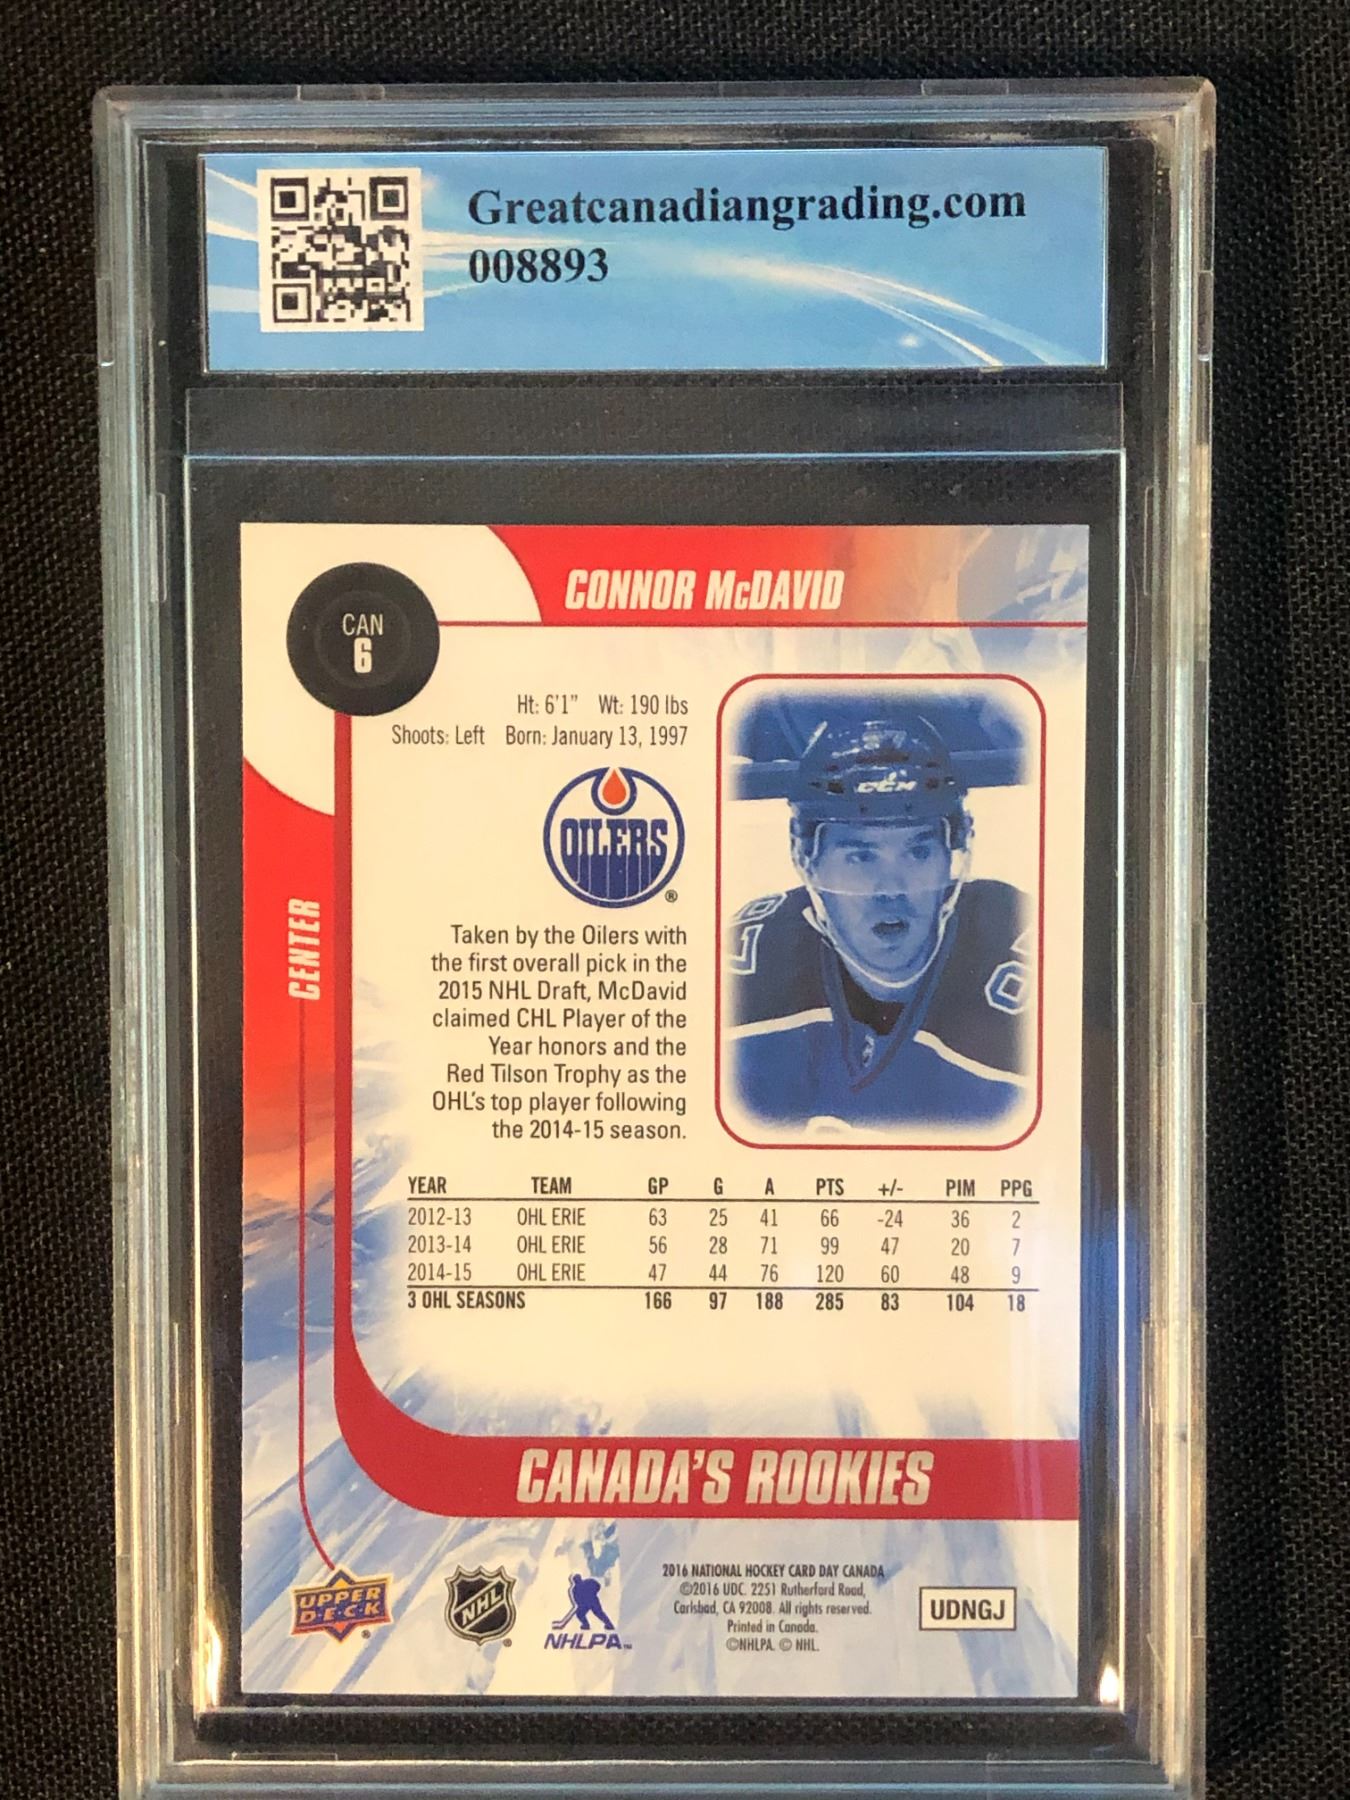 Greatcanadiangrading.com
008893
CONNOR McDAVID
CAN
6
Ht: 6'1" Wt: 190 lbs
Shoots: Left Born: January 13, 1997
OILERS ®
CCM
CENTER
Taken by the Oilers with
the first overall pick in the
2015 NHL Draft, McDavid
claimed CHL Player of the
Year honors and the
Red Tilson Trophy as the
OHL's top player following
the 2014-15 season.
YEAR TEAM GP G A PTS +/- PIM PPG
2012-13 OHL ERIE 63 25 41 66 -24 36 2
2013-14 OHL ERIE 56 28 71 99 47 20 7
2014-15 OHL ERIE 47 44 76 120 60 48 9
3 OHL SEASONS 166 97 188 285 83 104 18
CANADA'S ROOKIES
UPPER
D·E·C·K ®
NHL ®
NHLPA™
2016 NATIONAL HOCKEY CARD DAY CANADA
©2016 UDC. 2251 Rutherford Road,
Carlsbad, CA 92008. All rights reserved.
Printed in Canada.
©NHLPA. © NHL.
UDNGJ